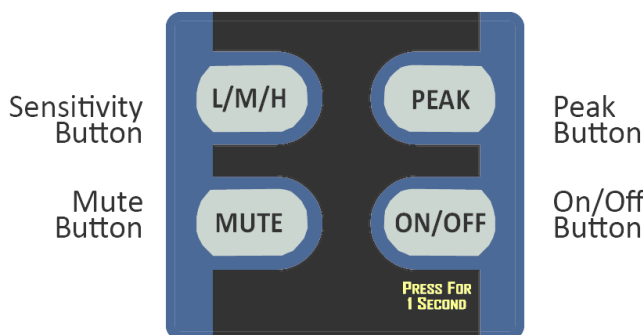 Sensitivity
Button
L/M/H
PEAK
Peak
Button
Mute
Button
MUTE
ON/OFF
On/Off
Button
PRESS FOR
1 SECOND